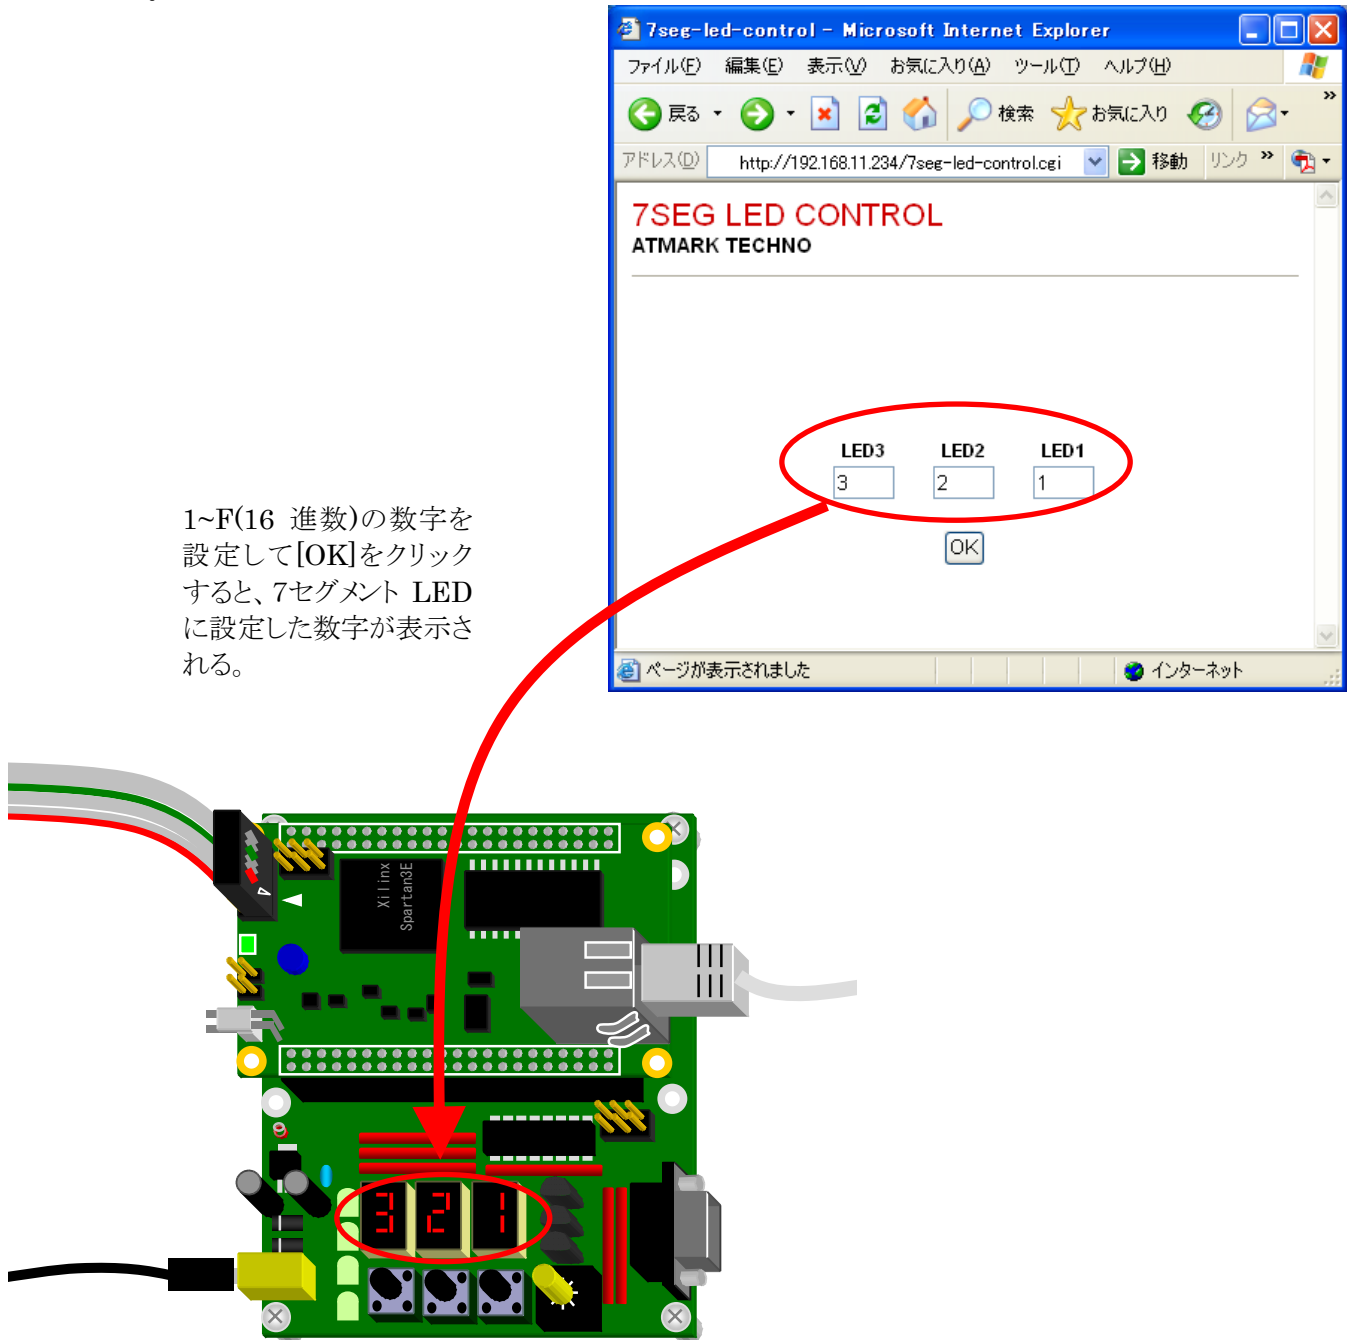 7seg-led-control - Microsoft Internet Explorer
ファイル(F) 編集(E) 表示(V) お気に入り(A) ツール(T) ヘルプ(H)
戻る 検索 お気に入り »
アドレス(D) http://192.168.11.234/7seg-led-control.cgi 移動 リンク »
7SEG LED CONTROL
ATMARK TECHNO
LED3 LED2 LED1
3 2 1
OK
ページが表示されました インターネット
1~F(16 進数)の数字を
設定して[OK]をクリック
すると、7セグメント LED
に設定した数字が表示さ
れる。
Xilinx
Spartan3E
3 2 1